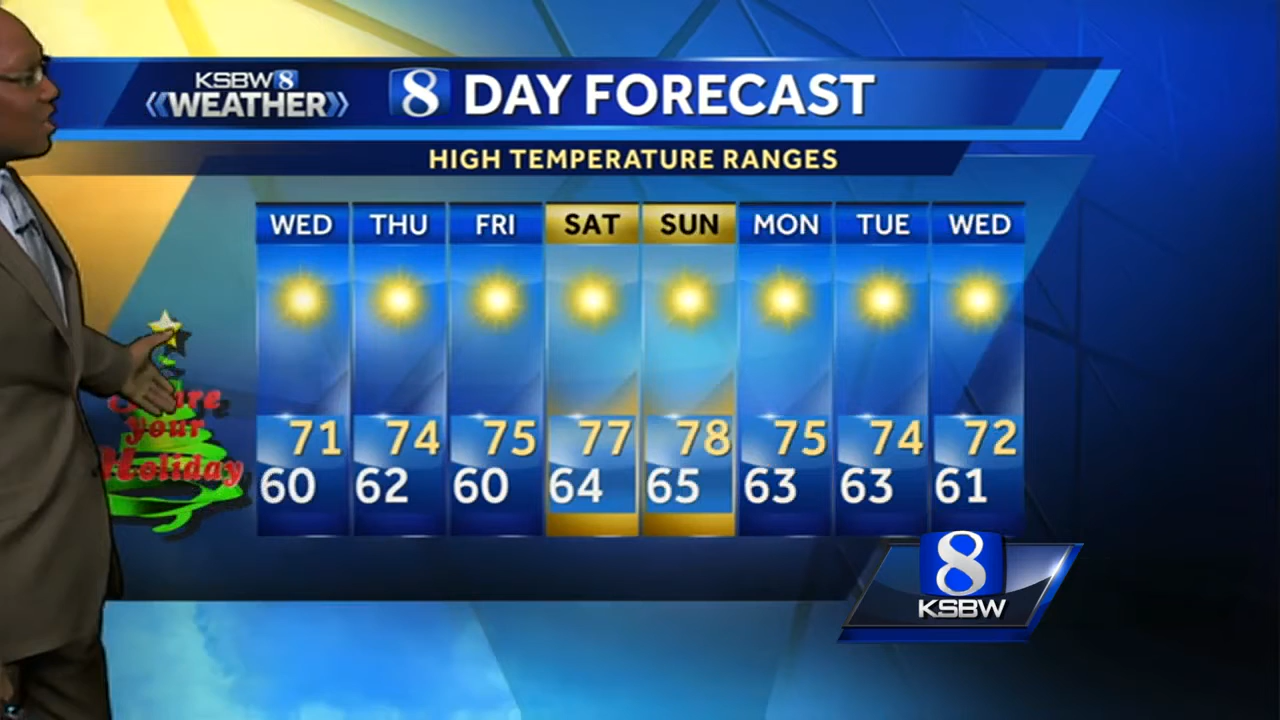 KSBW 8
WEATHER
8 DAY FORECAST
HIGH TEMPERATURE RANGES
WED THU FRI SAT SUN MON TUE WED
71 74 75 77 78 75 74 72
60 62 60 64 65 63 63 61
your
Holiday
8
KSBW